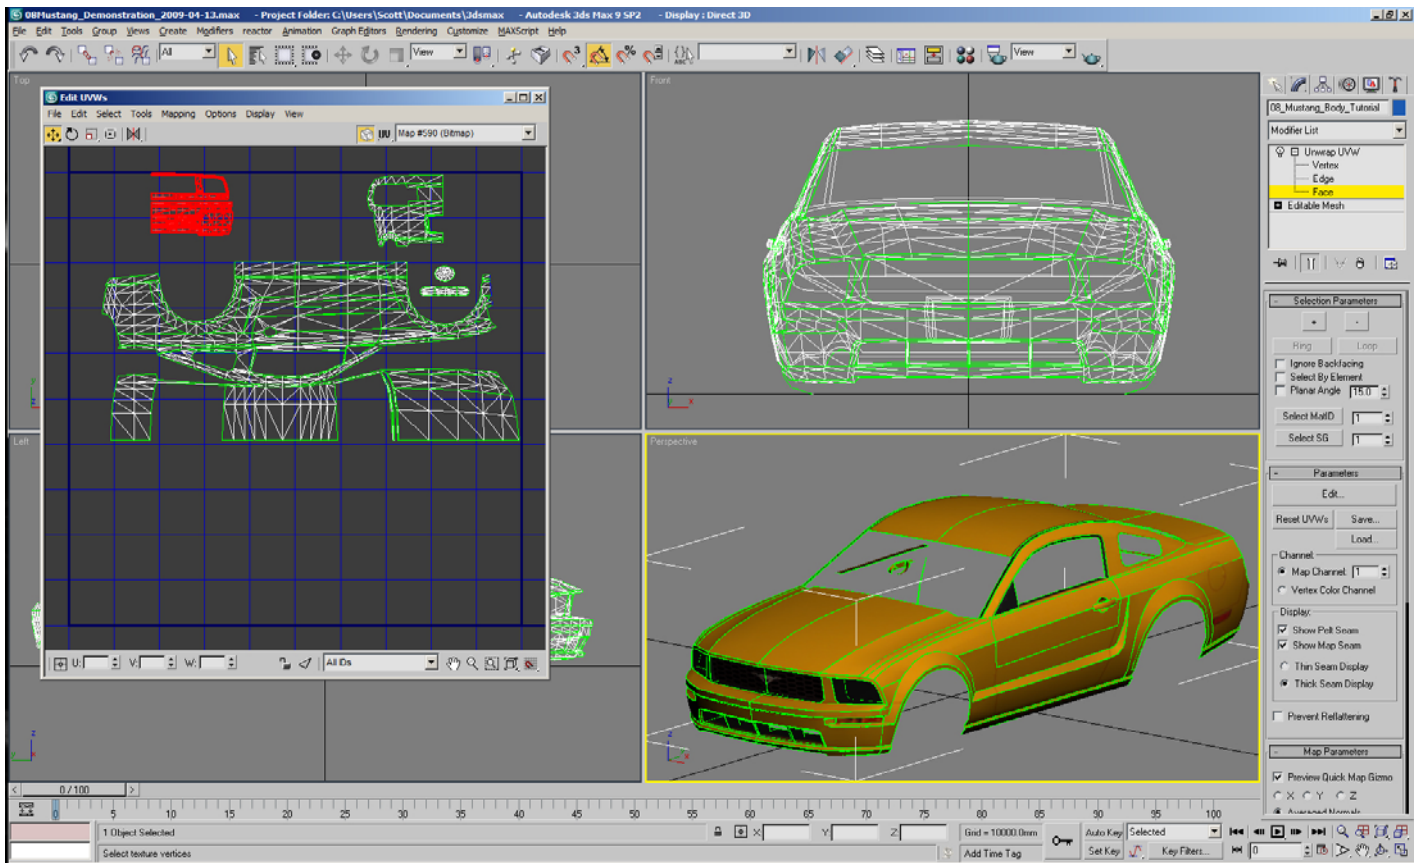 08Mustang_Demonstration_2009-04-13.max - Project Folder: C:\Users\Scott\Documents\3dsmax - Autodesk 3ds Max 9 SP2 - Display : Direct 3D
File Edit Tools Group Views Create Modifiers reactor Animation Graph Editors Rendering Customize MAXScript Help
All View View
Top
Front
Edit UVWs
File Edit Select Tools Mapping Options Display View
UV Map #590 (Bitmap)
Left
Perspective
U: V: W: All IDs
08_Mustang_Body_Tutorial
Modifier List
Unwrap UVW
Vertex
Edge
Face
Editable Mesh
- Selection Parameters
+ -
Ring Loop
Ignore Backfacing
Select By Element
Planar Angle 15.0
Select MatID 1
Select SG 1
- Parameters
Edit...
Reset UVWs Save...
Load...
Channel:
Map Channel: 1
Vertex Color Channel
Display:
Show Pelt Seam
Show Map Seam
Thin Seam Display
Thick Seam Display
Prevent Reflattening
- Map Parameters
Preview Quick Map Gizmo
X Y Z
Averaged Normals
< 0 / 100 >
0 5 10 15 20 25 30 35 40 45 50 55 60 65 70 75 80 85 90 95 100
1 Object Selected X Y Z Grid = 10000.0mm Auto Key Selected
Select texture vertices Add Time Tag Set Key Key Filters... 0